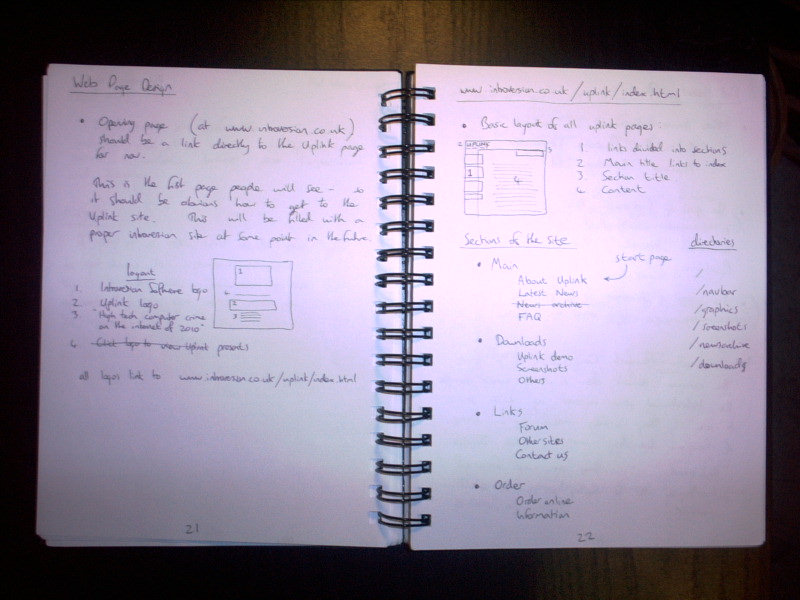 Web Page Design
• Opening page (at www.introversion.co.uk)
should be a link directly to the Uplink page
for now.
This is the first page people will see - so
it should be obvious how to get to the
Uplink site. This will be filled with a
proper introversion site at some point in the future.
layout
1. Introversion Software logo
2. Uplink logo
3. "High tech computer crime
on the internet of 2010"
4. Click logo to view Uplink presents
1
4
2
3
all logos link to www.introversion.co.uk/uplink/index.html
21
www.introversion.co.uk/uplink/index.html
• Basic layout of all uplink pages:
2 UPLINK
3
1
4
1 links divided into sections
2 Main title links to index
3 Section title
4 Content
Sections of the site
• Main
start page
About Uplink
Latest News
News archive
FAQ
• Downloads
Uplink demo
Screenshots
Others
• Links
Forum
Other sites
Contact us
• Order
Order online
Information
directories
/
/navbar
/graphics
/screenshots
/newsarchive
/downloads
22